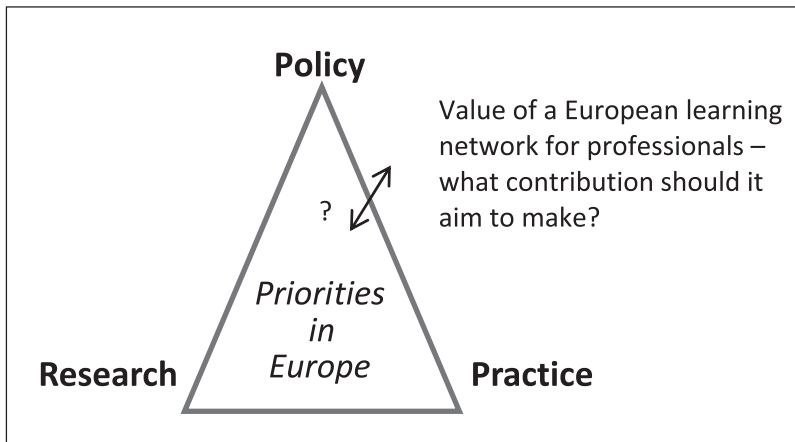 Policy
Value of a European learning
network for professionals –
what contribution should it
aim to make?
?
Priorities
in
Europe
Research
Practice